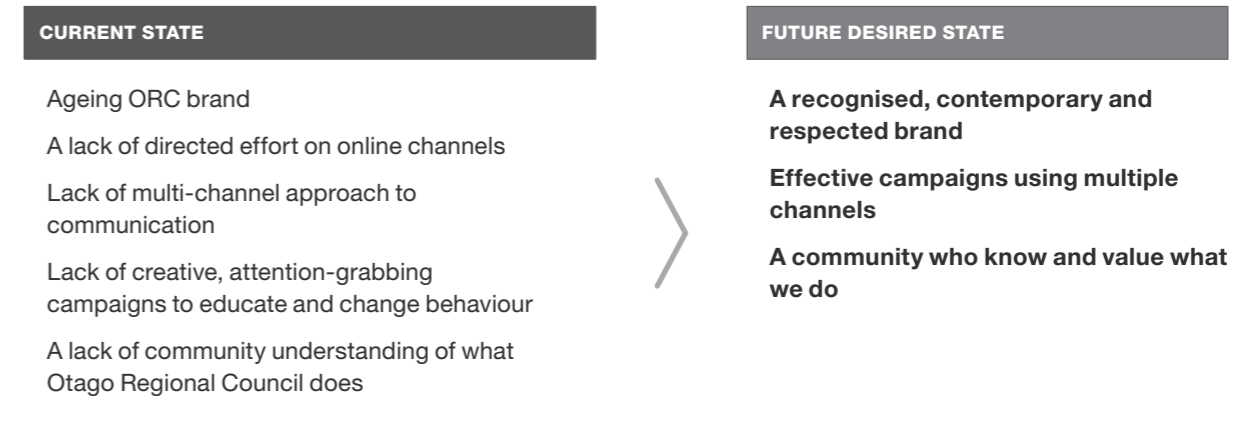 CURRENT STATE
Ageing ORC brand
A lack of directed effort on online channels
Lack of multi-channel approach to
communication
Lack of creative, attention-grabbing
campaigns to educate and change behaviour
A lack of community understanding of what
Otago Regional Council does
FUTURE DESIRED STATE
A recognised, contemporary and
respected brand
Effective campaigns using multiple
channels
A community who know and value what
we do